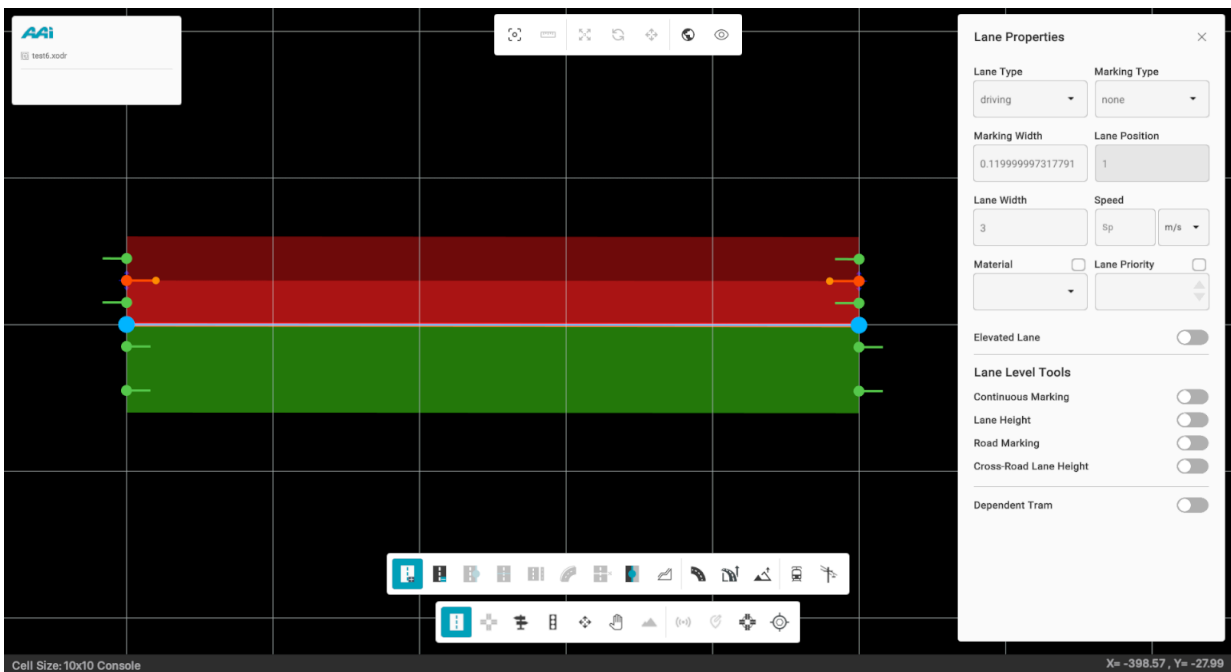 AAi
test6.xodr
Lane Properties
Lane Type Marking Type
driving none
Marking Width Lane Position
0.119999997317791 1
Lane Width Speed
3 Sp m/s
Material Lane Priority
Elevated Lane
Lane Level Tools
Continuous Marking
Lane Height
Road Marking
Cross-Road Lane Height
Dependent Tram
Cell Size: 10x10 Console X= -398.57 , Y= -27.99